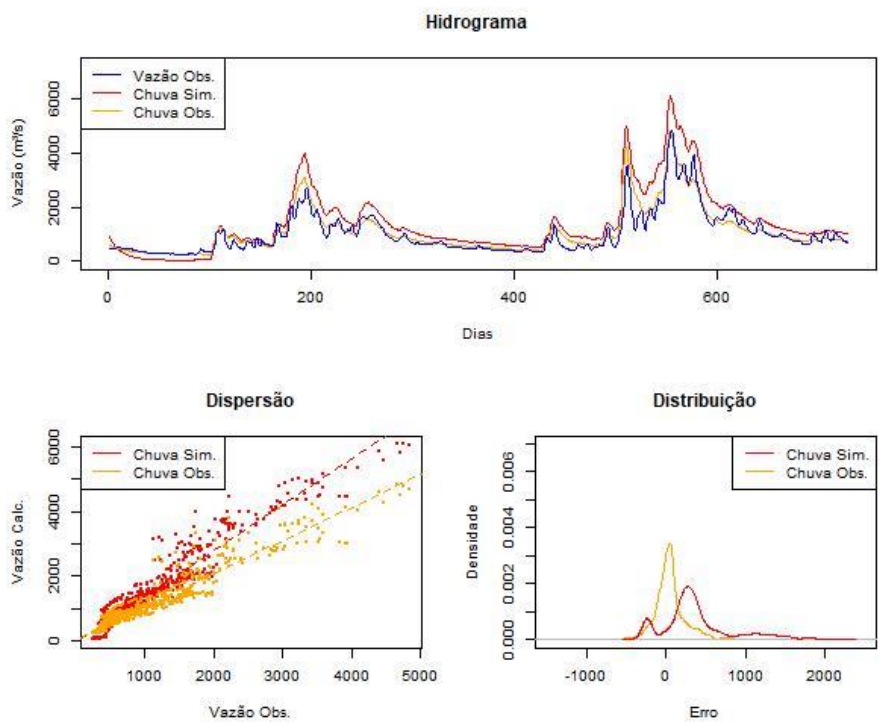 Hidrograma
Vazão Obs.
Chuva Sim.
Chuva Obs.
Vazão (m³/s)
0 2000 4000 6000
0 200 400 600
Dias
Dispersão
Chuva Sim.
Chuva Obs.
Vazão Calc.
0 2000 4000 6000
1000 2000 3000 4000 5000
Vazão Obs.
Distribuição
Chuva Sim.
Chuva Obs.
Densidade
0.000 0.002 0.004 0.006
-1000 0 1000 2000
Erro